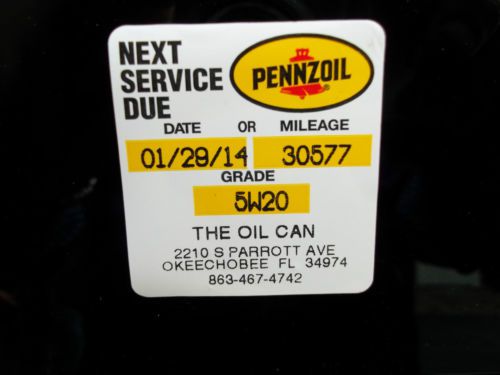 NEXT
SERVICE
DUE
PENNZOIL
DATE OR MILEAGE
01/29/14 30577
GRADE
5W20
THE OIL CAN
2210 S PARROTT AVE
OKEECHOBEE FL 34974
863-467-4742